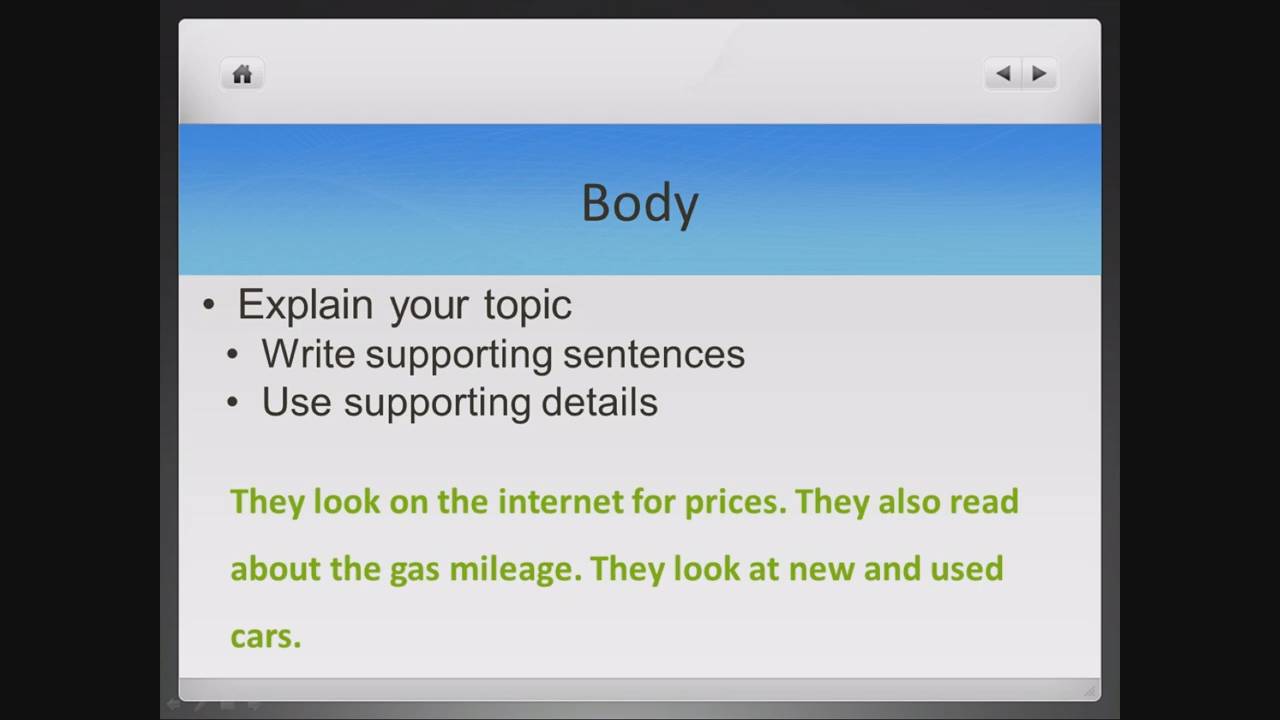 Body
• Explain your topic
• Write supporting sentences
• Use supporting details
They look on the internet for prices. They also read
about the gas mileage. They look at new and used
cars.